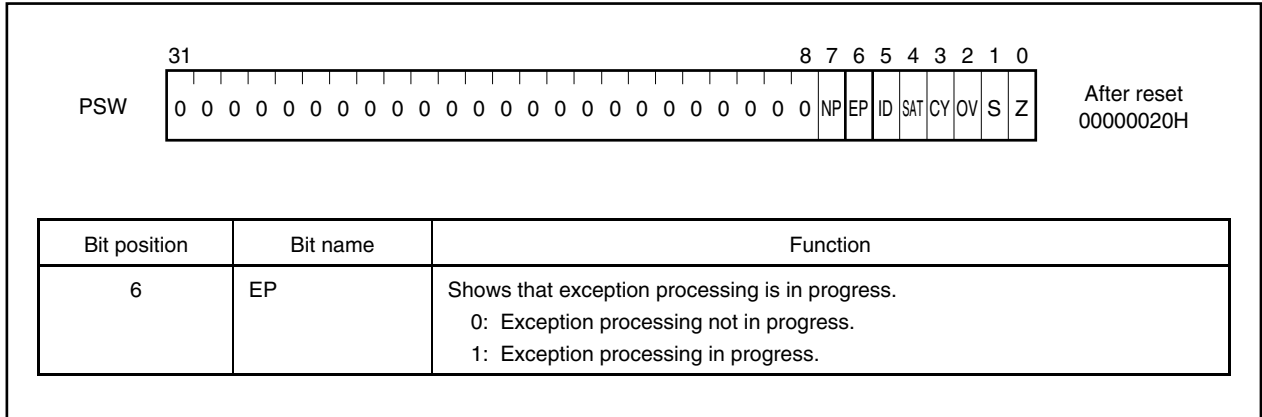 31 8 7 6 5 4 3 2 1 0
PSW 0 0 0 0 0 0 0 0 0 0 0 0 0 0 0 0 0 0 0 0 0 0 0 0 NP EP ID SAT CY OV S Z After reset
00000020H
Bit position Bit name Function
6 EP Shows that exception processing is in progress.
0: Exception processing not in progress.
1: Exception processing in progress.